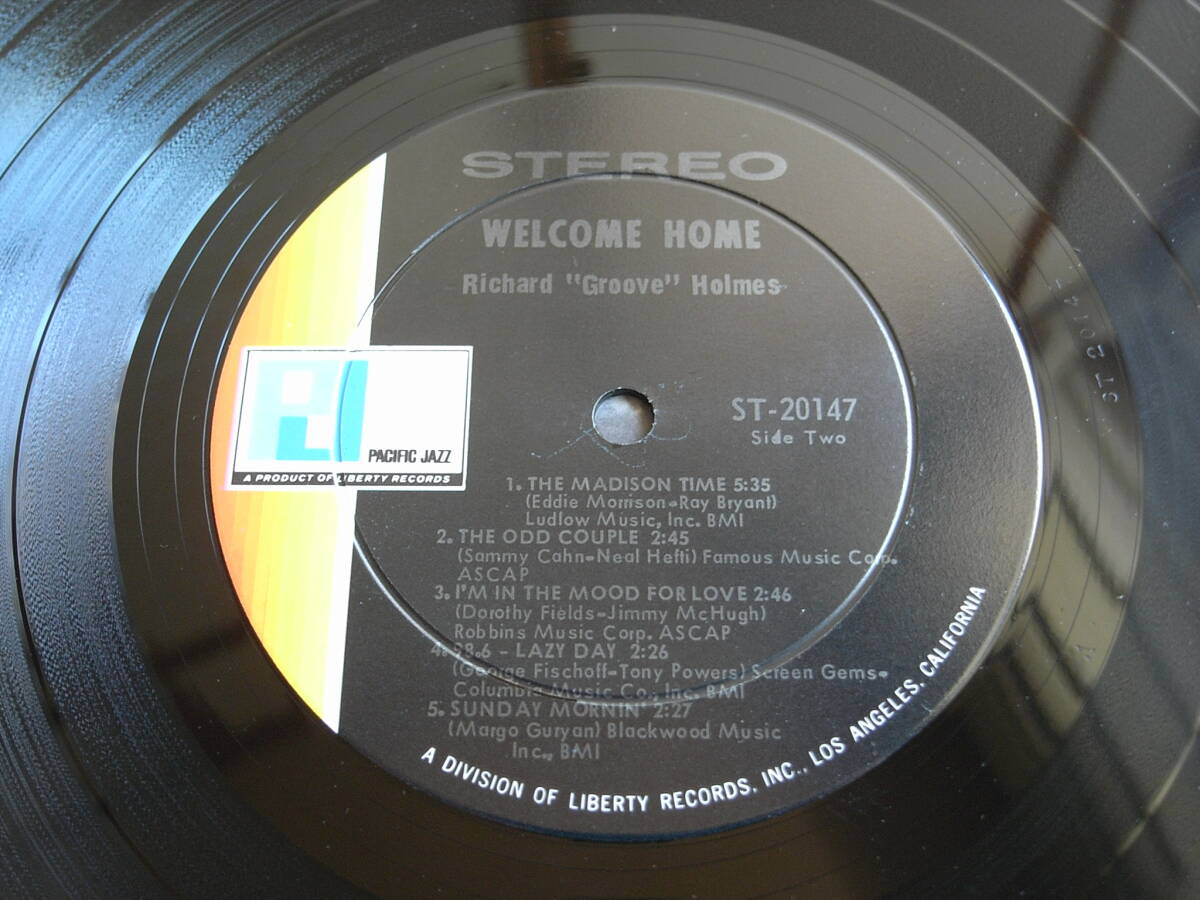 STEREO
WELCOME HOME
Richard "Groove" Holmes
ST-20147
Side Two
PACIFIC JAZZ
A PRODUCT OF LIBERTY RECORDS
1. THE MADISON TIME 5:35
(Eddie Morrison-Ray Bryant)
Ludlow Music, Inc. BMI
2. THE ODD COUPLE 2:45
(Sammy Cahn-Neal Hefti) Famous Music Corp.
ASCAP
3. I'M IN THE MOOD FOR LOVE 2:46
(Dorothy Fields-Jimmy McHugh)
Robbins Music Corp. ASCAP
4. 98.6 - LAZY DAY 2:26
(George Fischoff-Tony Powers) Screen Gems-
Columbia Music Co., Inc. BMI
5. SUNDAY MORNIN' 2:27
(Margo Guryan) Blackwood Music
Inc., BMI
A DIVISION OF LIBERTY RECORDS, INC., LOS ANGELES, CALIFORNIA